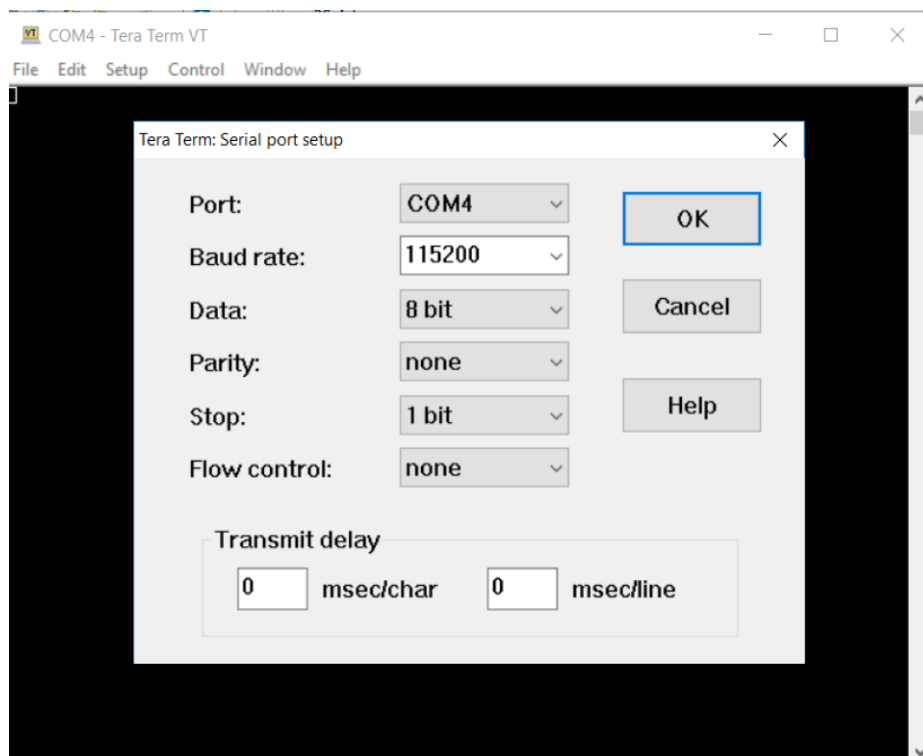 COM4 - Tera Term VT
File Edit Setup Control Window Help
Tera Term: Serial port setup
Port: COM4
OK
Baud rate: 115200
Data: 8 bit
Cancel
Parity: none
Stop: 1 bit
Help
Flow control: none
Transmit delay
0 msec/char 0 msec/line